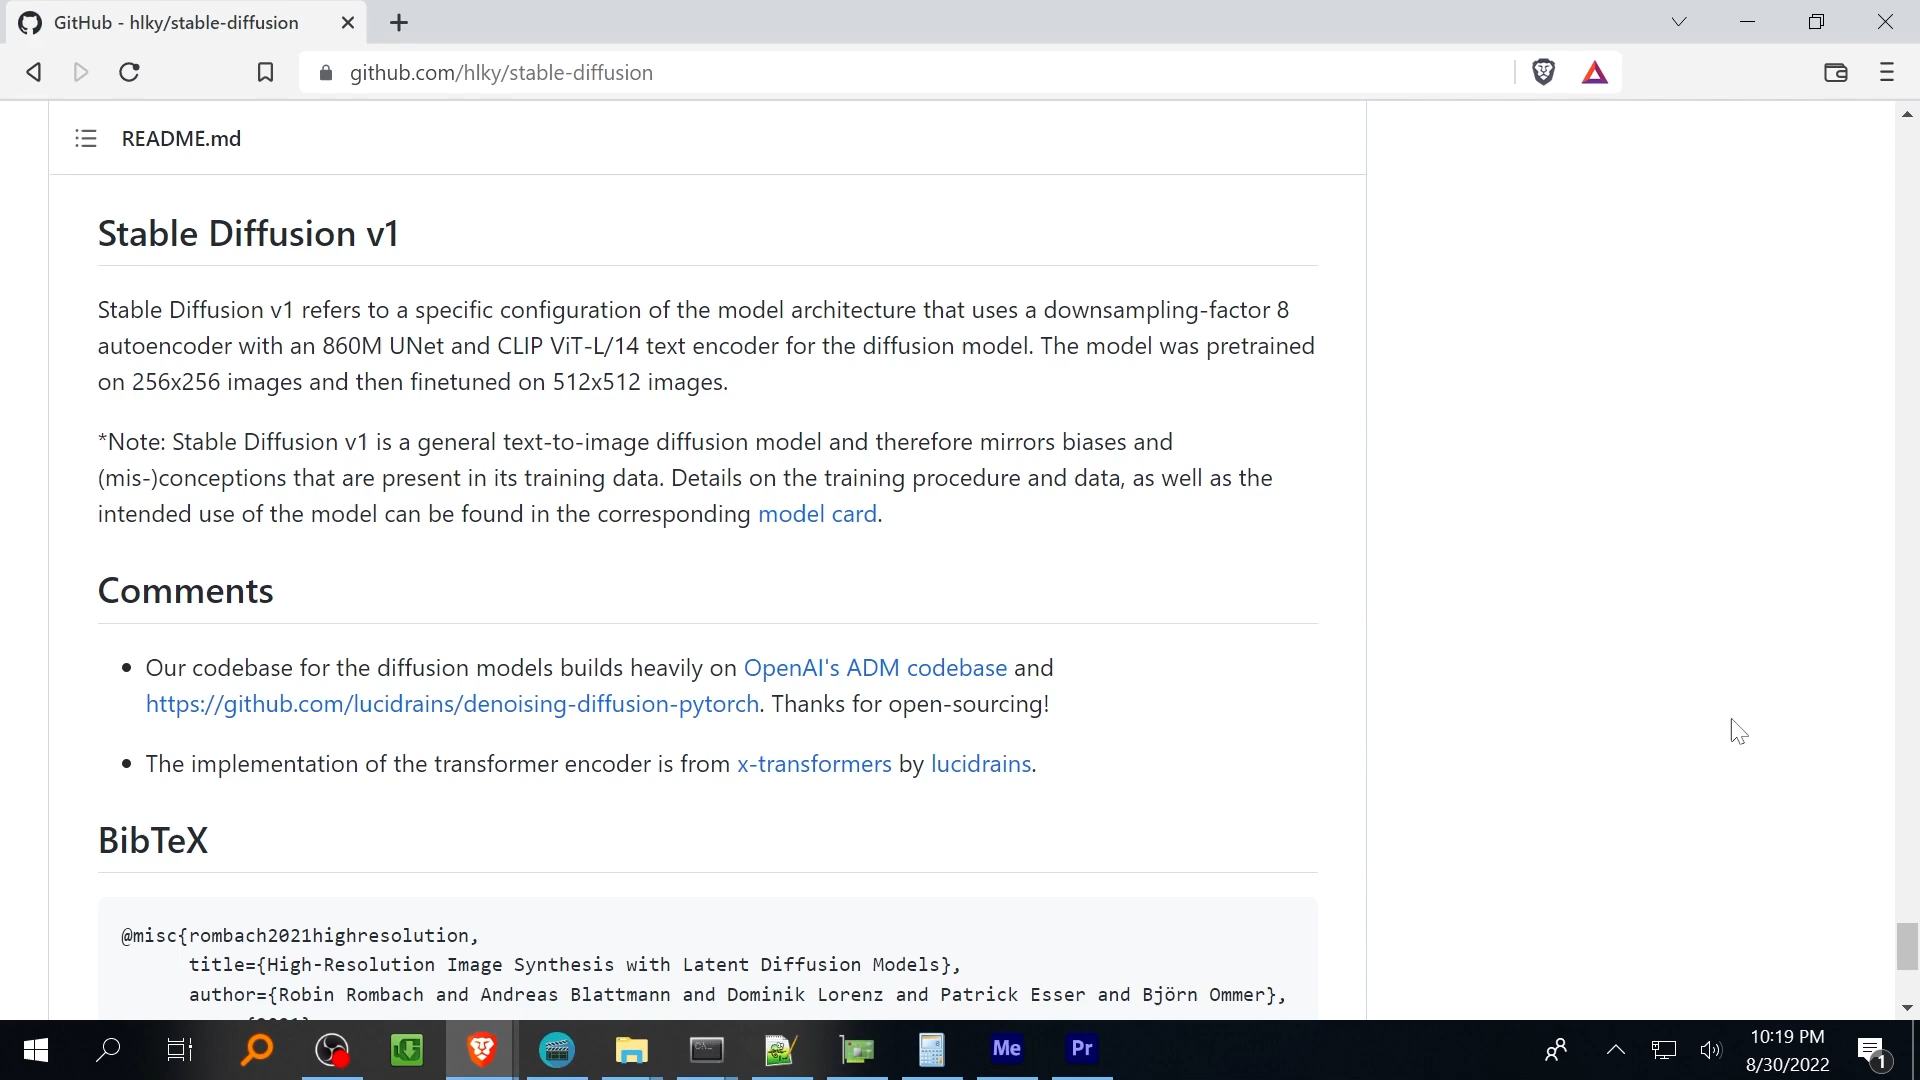 GitHub - hlky/stable-diffusion
github.com/hlky/stable-diffusion
README.md
Stable Diffusion v1
Stable Diffusion v1 refers to a specific configuration of the model architecture that uses a downsampling-factor 8
autoencoder with an 860M UNet and CLIP ViT-L/14 text encoder for the diffusion model. The model was pretrained
on 256x256 images and then finetuned on 512x512 images.
*Note: Stable Diffusion v1 is a general text-to-image diffusion model and therefore mirrors biases and
(mis-)conceptions that are present in its training data. Details on the training procedure and data, as well as the
intended use of the model can be found in the corresponding model card.
Comments
Our codebase for the diffusion models builds heavily on OpenAI's ADM codebase and
https://github.com/lucidrains/denoising-diffusion-pytorch. Thanks for open-sourcing!
The implementation of the transformer encoder is from x-transformers by lucidrains.
BibTeX
@misc{rombach2021highresolution,
title={High-Resolution Image Synthesis with Latent Diffusion Models},
author={Robin Rombach and Andreas Blattmann and Dominik Lorenz and Patrick Esser and Björn Ommer},
Me
Pr
10:19 PM
8/30/2022
1